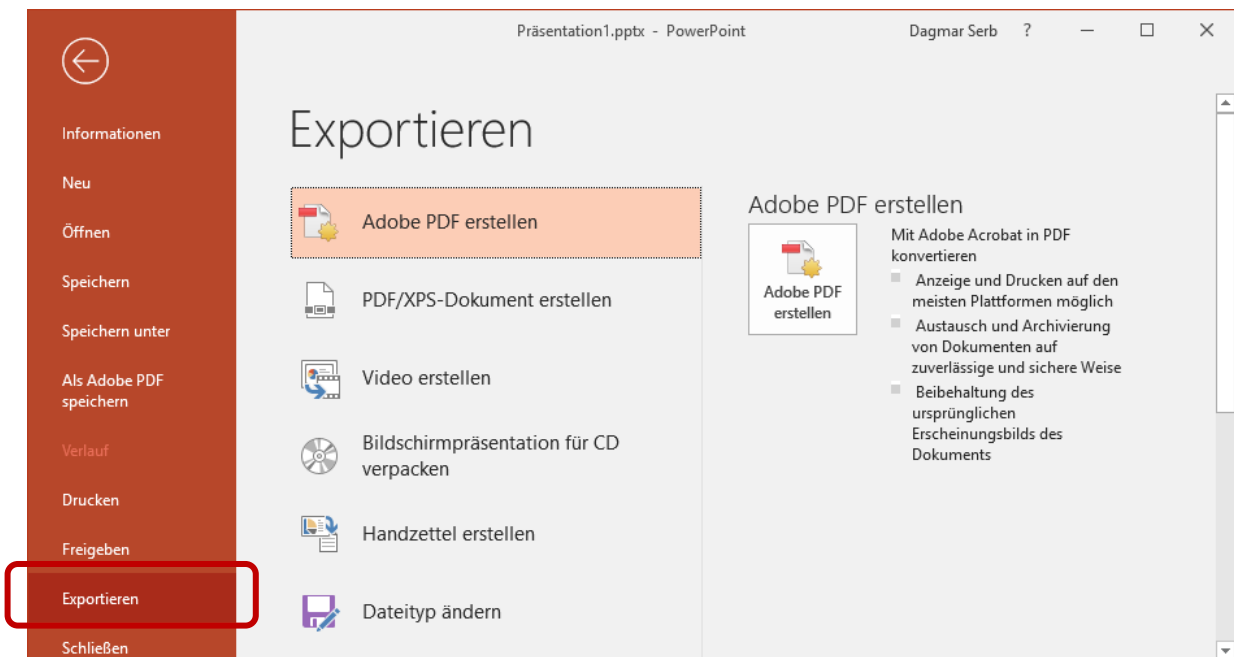 Präsentation1.pptx - PowerPoint
Dagmar Serb
?
Informationen
Neu
Öffnen
Speichern
Speichern unter
Als Adobe PDF
speichern
Verlauf
Drucken
Freigeben
Exportieren
Schließen
Exportieren
Adobe PDF erstellen
PDF/XPS-Dokument erstellen
Video erstellen
Bildschirmpräsentation für CD
verpacken
Handzettel erstellen
Dateityp ändern
Adobe PDF erstellen
Adobe PDF
erstellen
Mit Adobe Acrobat in PDF
konvertieren
Anzeige und Drucken auf den
meisten Plattformen möglich
Austausch und Archivierung
von Dokumenten auf
zuverlässige und sichere Weise
Beibehaltung des
ursprünglichen
Erscheinungsbilds des
Dokuments